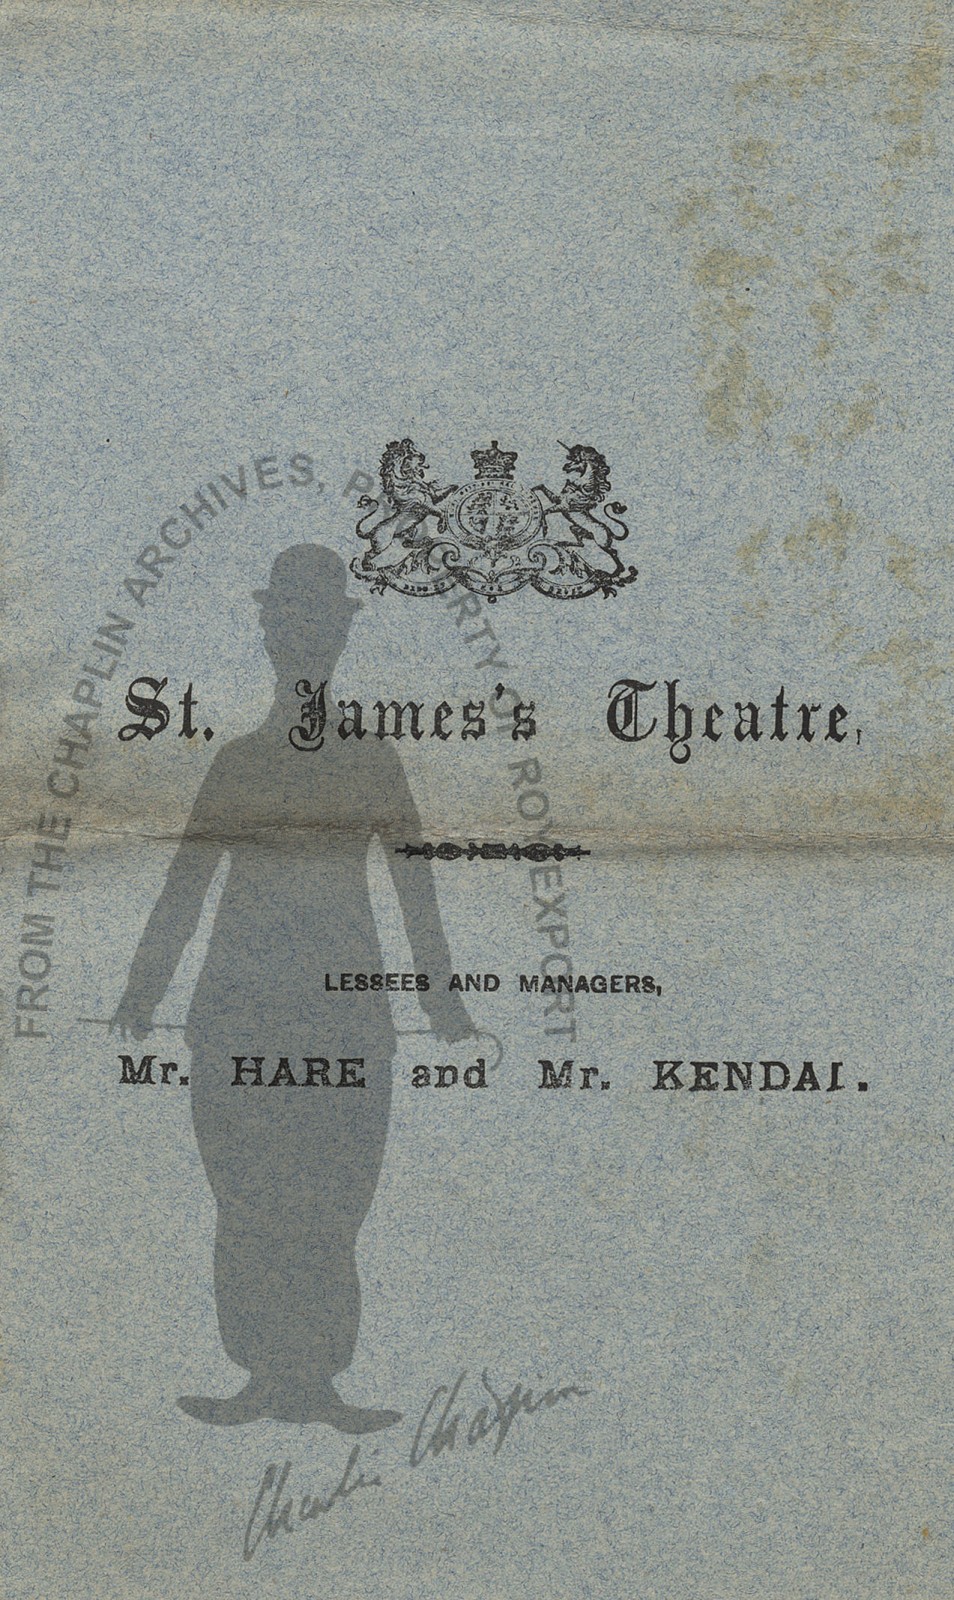 St. James's Theatre,
LESSEES AND MANAGERS,
Mr. HARE and Mr. KENDAL.
FROM THE CHAPLIN ARCHIVES, PROPERTY OF ROY EXPORT
Charlie Chaplin